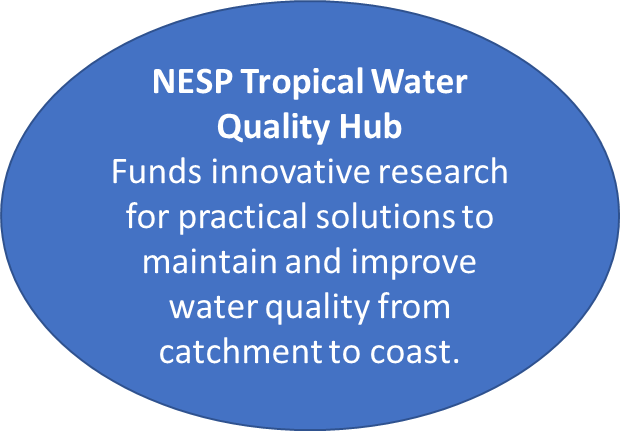 NESP Tropical Water
Quality Hub
Funds innovative research
for practical solutions to
maintain and improve
water quality from
catchment to coast.